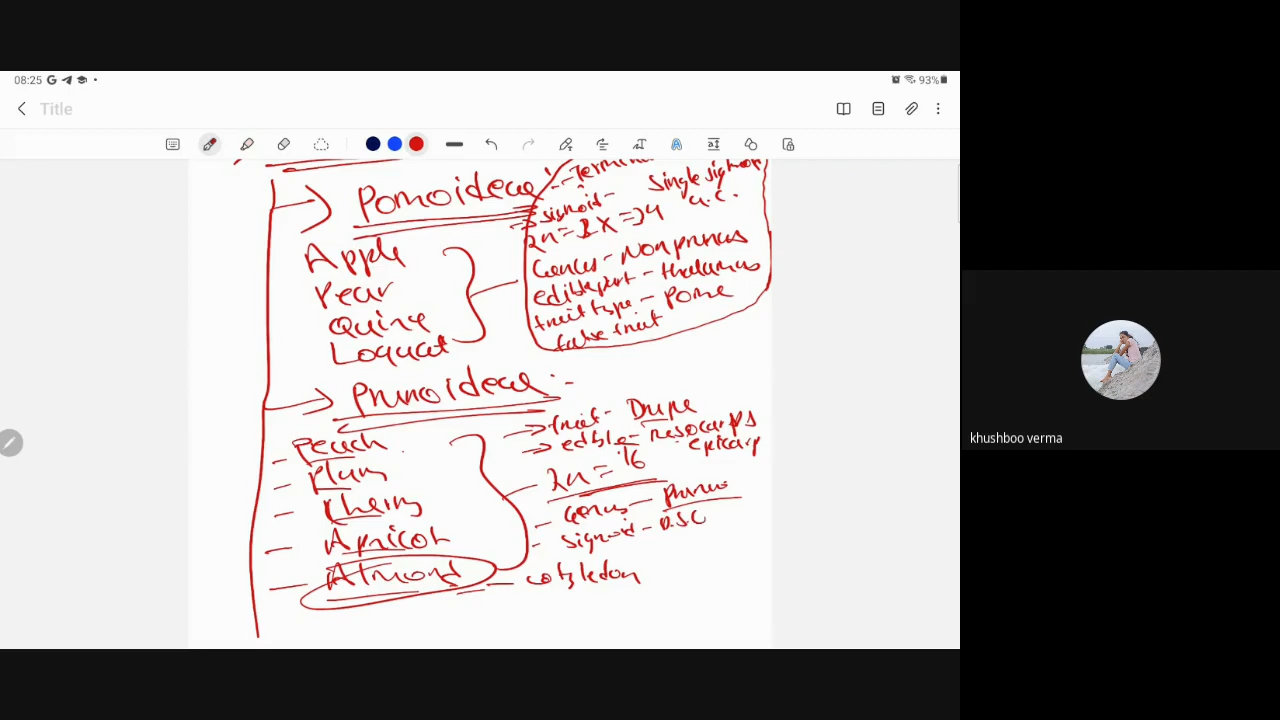 08:25 G
93%
Title
Pomoideae
Apple
Pear
Quine
Loquat
Single sigmoid
→ sigmoid - G.C.
2n = 2X = 34
Genus - Non prunus
edible part - thalamus
fruit type - Pome
false fruit
Prunoideae :-
- Peach
- Plum
- Cherry
- Apricot
- Almond - cotyledon
→ fruit - Drupe
→ edible - mesocarp &
epicarp
2n = 16
- Genus - Prunus
- Sigmoid - D.S.C
khushboo verma